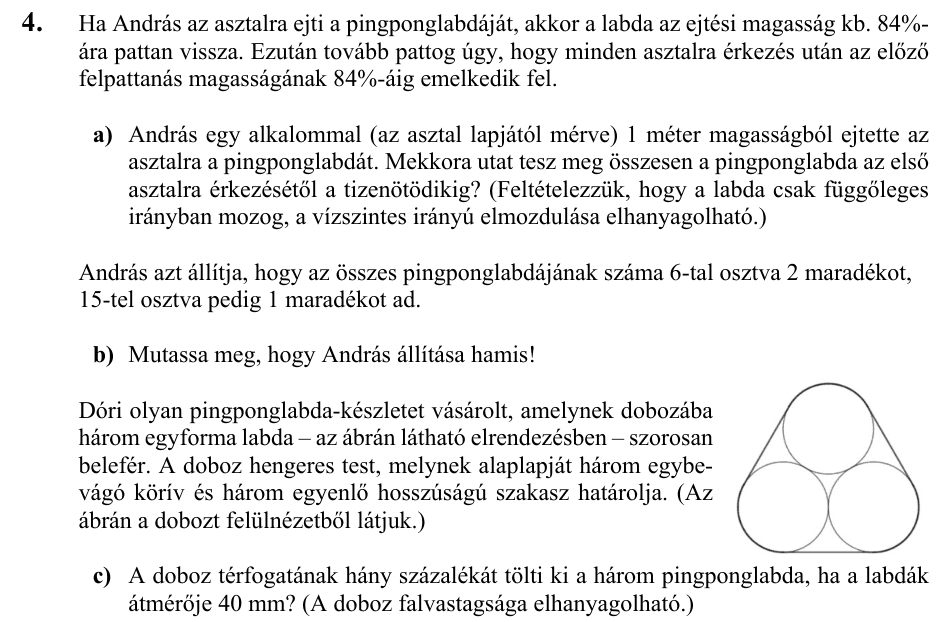 4. Ha András az asztalra ejti a pingponglabdáját, akkor a labda az ejtési magasság kb. 84%-
ára pattan vissza. Ezután tovább pattog úgy, hogy minden asztalra érkezés után az előző
felpattanás magasságának 84%-áig emelkedik fel.
a) András egy alkalommal (az asztal lapjától mérve) 1 méter magasságból ejtette az
asztalra a pingponglabdát. Mekkora utat tesz meg összesen a pingponglabda az első
asztalra érkezésétől a tizenötödikig? (Feltételezzük, hogy a labda csak függőleges
irányban mozog, a vízszintes irányú elmozdulása elhanyagolható.)
András azt állítja, hogy az összes pingponglabdájának száma 6-tal osztva 2 maradékot,
15-tel osztva pedig 1 maradékot ad.
b) Mutassa meg, hogy András állítása hamis!
Dóri olyan pingponglabda-készletet vásárolt, amelynek dobozába
három egyforma labda – az ábrán látható elrendezésben – szorosan
belefér. A doboz hengeres test, melynek alaplapját három egybe-
vágó körív és három egyenlő hosszúságú szakasz határolja. (Az
ábrán a dobozt felülnézetből látjuk.)
c) A doboz térfogatának hány százalékát tölti ki a három pingponglabda, ha a labdák
átmérője 40 mm? (A doboz falvastagsága elhanyagolható.)